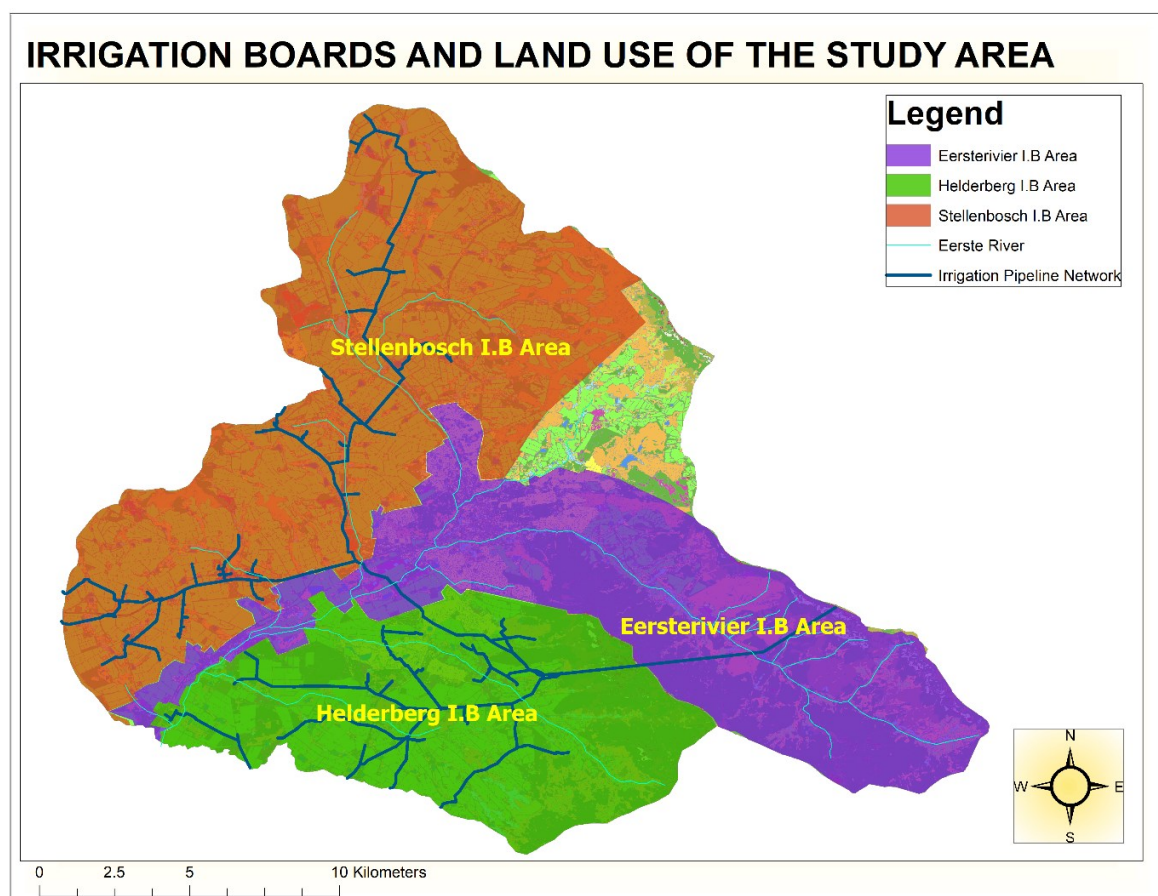 IRRIGATION BOARDS AND LAND USE OF THE STUDY AREA
Legend
Eersterivier I.B Area
Helderberg I.B Area
Stellenbosch I.B Area
Eerste River
Irrigation Pipeline Network
Stellenbosch I.B Area
Eersterivier I.B Area
Helderberg I.B Area
N
W E
S
0 2.5 5 10 Kilometers